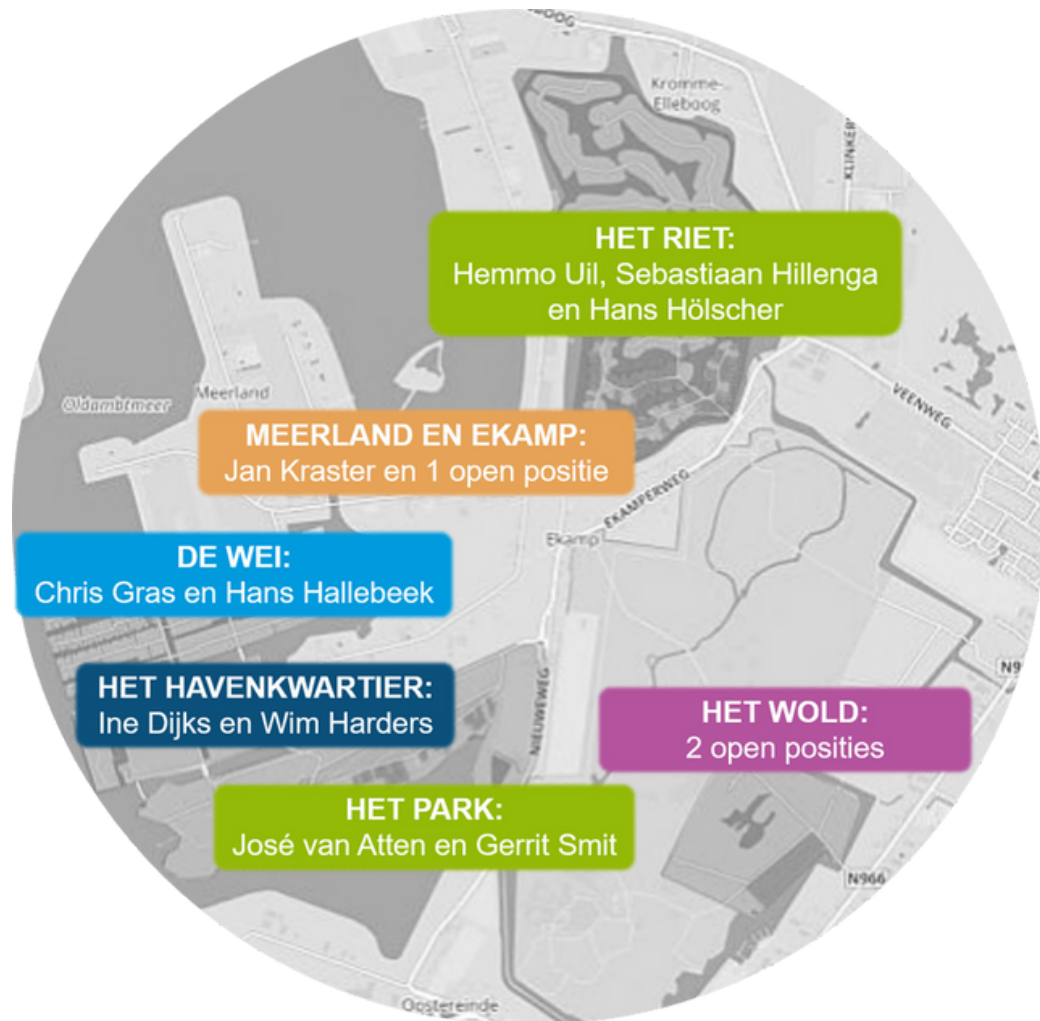 Kromme-
Elleboog
HET RIET:
Hemmo Uil, Sebastiaan Hillenga
en Hans Hölscher
Oldambtmeer
Meerland
VEENWEG
MEERLAND EN EKAMP:
Jan Kraster en 1 open positie
EKAMPERWEG
Ekamp
DE WEI:
Chris Gras en Hans Hallebeek
HET HAVENKWARTIER:
Ine Dijks en Wim Harders
NIEUWEWEG
HET WOLD:
2 open posities
HET PARK:
José van Atten en Gerrit Smit
N966
Oostereinde